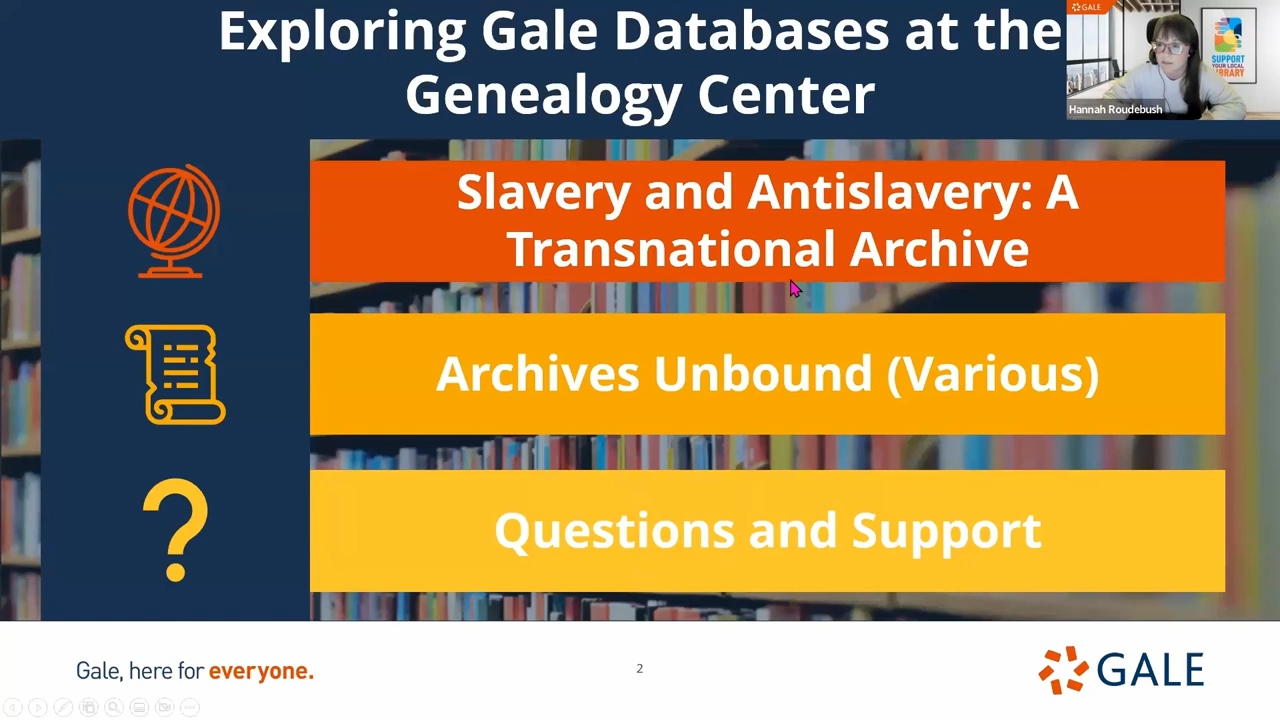 Exploring Gale Databases at the
Genealogy Center
GALE
SUPPORT
YOUR LOCAL
LIBRARY
Hannah Roudebush
Slavery and Antislavery: A
Transnational Archive
Archives Unbound (Various)
Questions and Support
Gale, here for everyone.
2
GALE